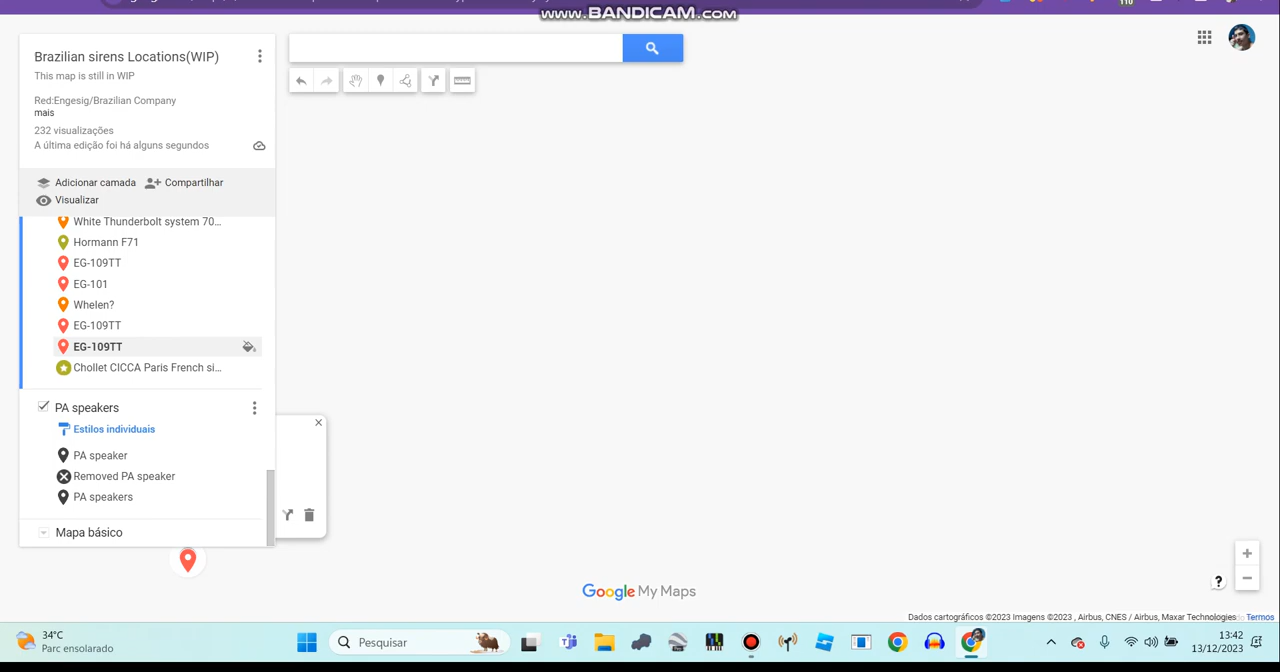 www.BANDICAM.com
110
Brazilian sirens Locations(WIP)
This map is still in WIP
Red:Engesig/Brazilian Company
mais
232 visualizações
A última edição foi há alguns segundos
Adicionar camada
Compartilhar
Visualizar
White Thunderbolt system 70...
Hormann F71
EG-109TT
EG-101
Whelen?
EG-109TT
EG-109TT
Chollet CICCA Paris French si...
PA speakers
Estilos individuais
PA speaker
Removed PA speaker
PA speakers
Mapa básico
Google My Maps
Dados cartográficos ©2023 Imagens ©2023 , Airbus, CNES / Airbus, Maxar Technologies
Termos
34°C
Parc ensolarado
Pesquisar
13:42
13/12/2023